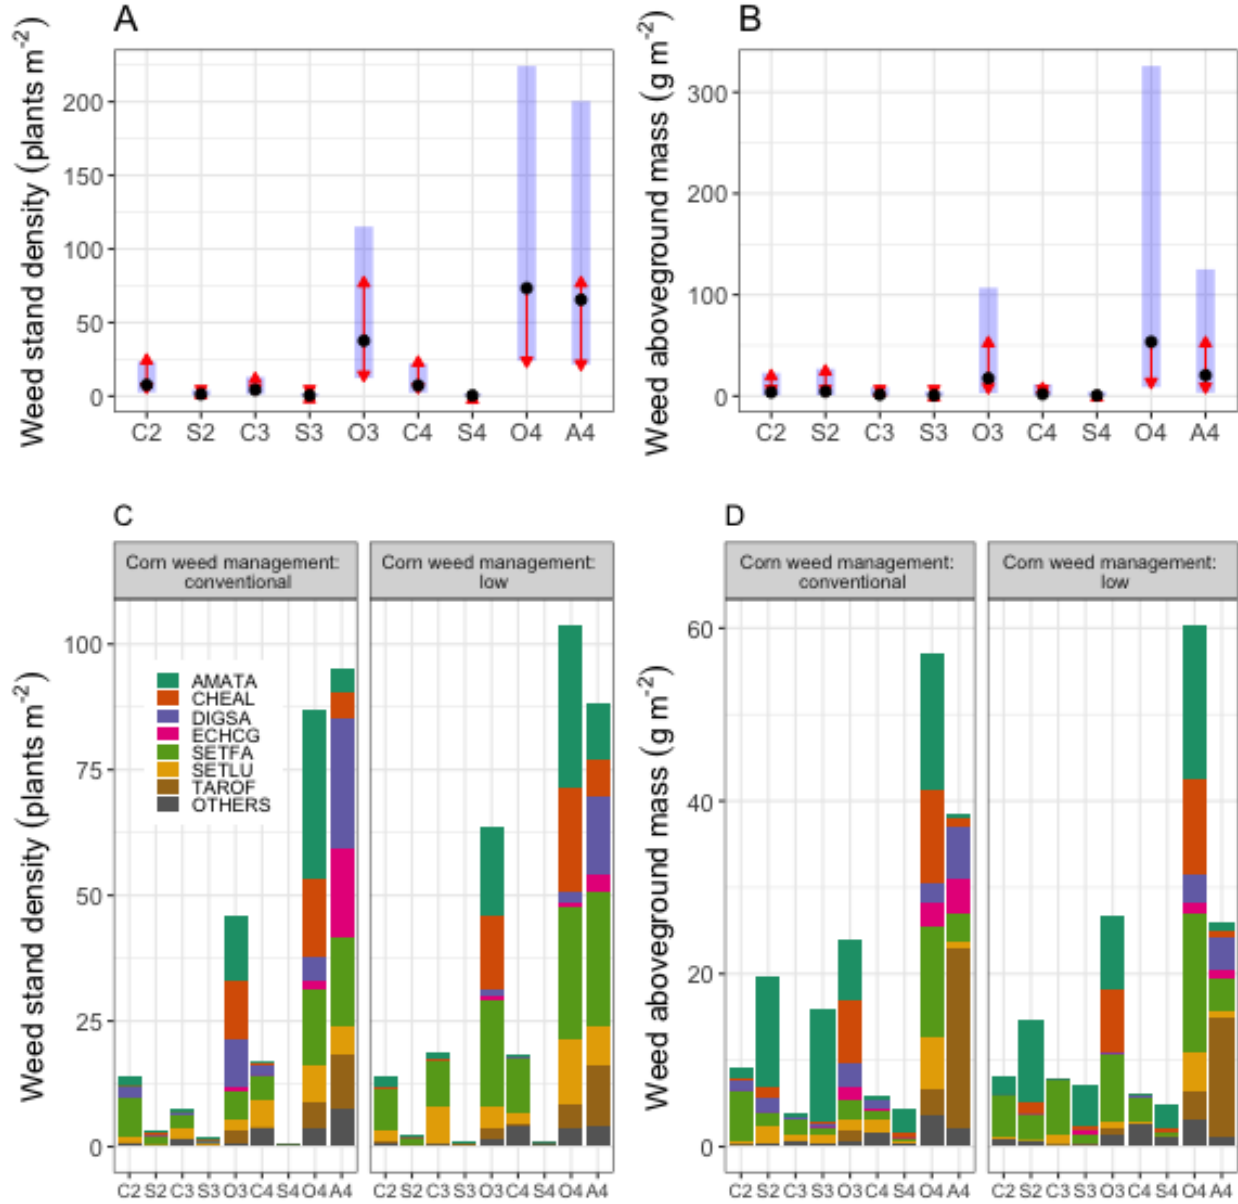 A
Weed stand density (plants m⁻²)
200
150
100
50
0
C2 S2 C3 S3 O3 C4 S4 O4 A4
B
Weed aboveground mass (g m⁻²)
300
200
100
0
C2 S2 C3 S3 O3 C4 S4 O4 A4
C
Corn weed management:
conventional
Corn weed management:
low
Weed stand density (plants m⁻²)
100
75
50
25
0
AMATA
CHEAL
DIGSA
ECHCG
SETFA
SETLU
TAROF
OTHERS
C2 S2 C3 S3 O3 C4 S4 O4 A4
C2 S2 C3 S3 O3 C4 S4 O4 A4
D
Corn weed management:
conventional
Corn weed management:
low
Weed aboveground mass (g m⁻²)
60
40
20
0
C2 S2 C3 S3 O3 C4 S4 O4 A4
C2 S2 C3 S3 O3 C4 S4 O4 A4